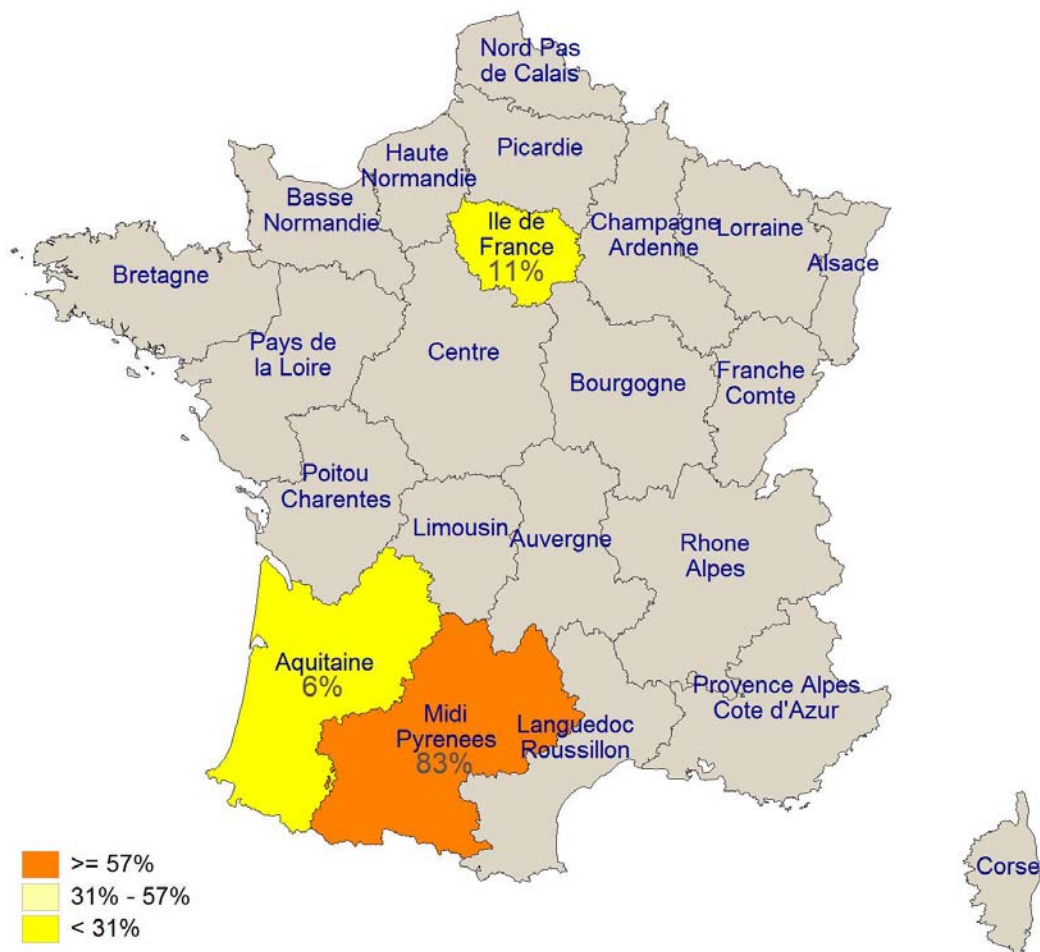 Nord Pas
de Calais
Picardie
Haute
Normandie
Basse
Normandie
Ile de
France
11%
Champagne
Ardenne
Lorraine
Alsace
Bretagne
Pays de
la Loire
Centre
Bourgogne
Franche
Comte
Poitou
Charentes
Limousin
Auvergne
Rhone
Alpes
Aquitaine
6%
Midi
Pyrenees
83%
Languedoc
Roussillon
Provence Alpes
Cote d'Azur
Corse
>= 57%
31% - 57%
< 31%